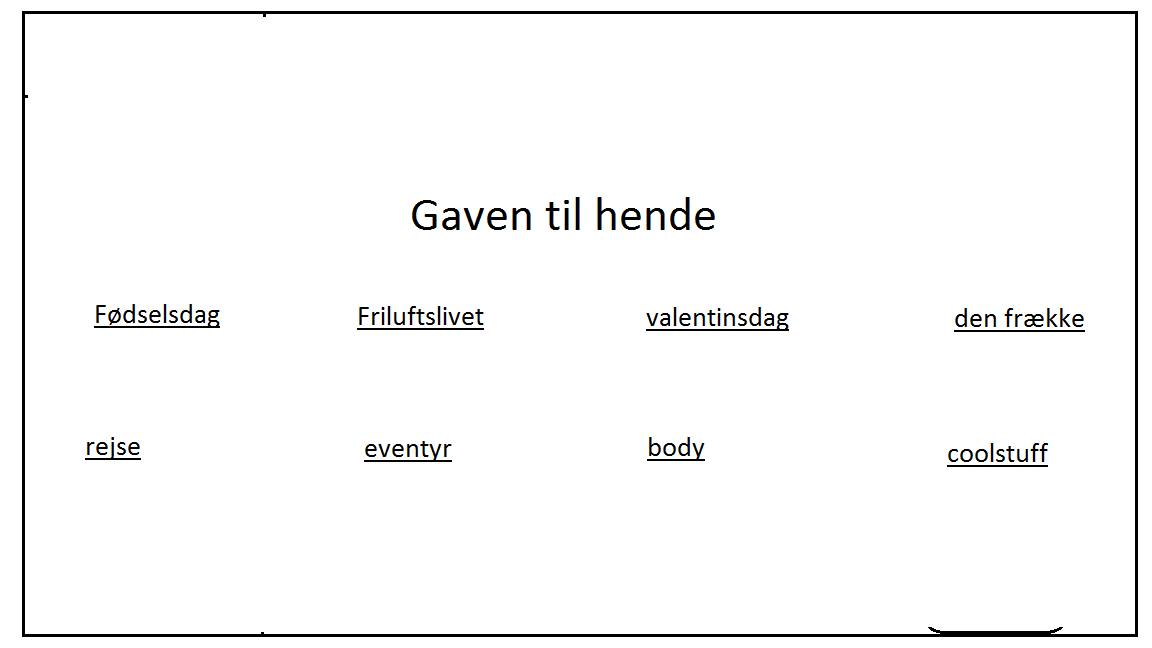 Gaven til hende
Fødselsdag Friluftslivet valentinsdag den frække
rejse eventyr body coolstuff